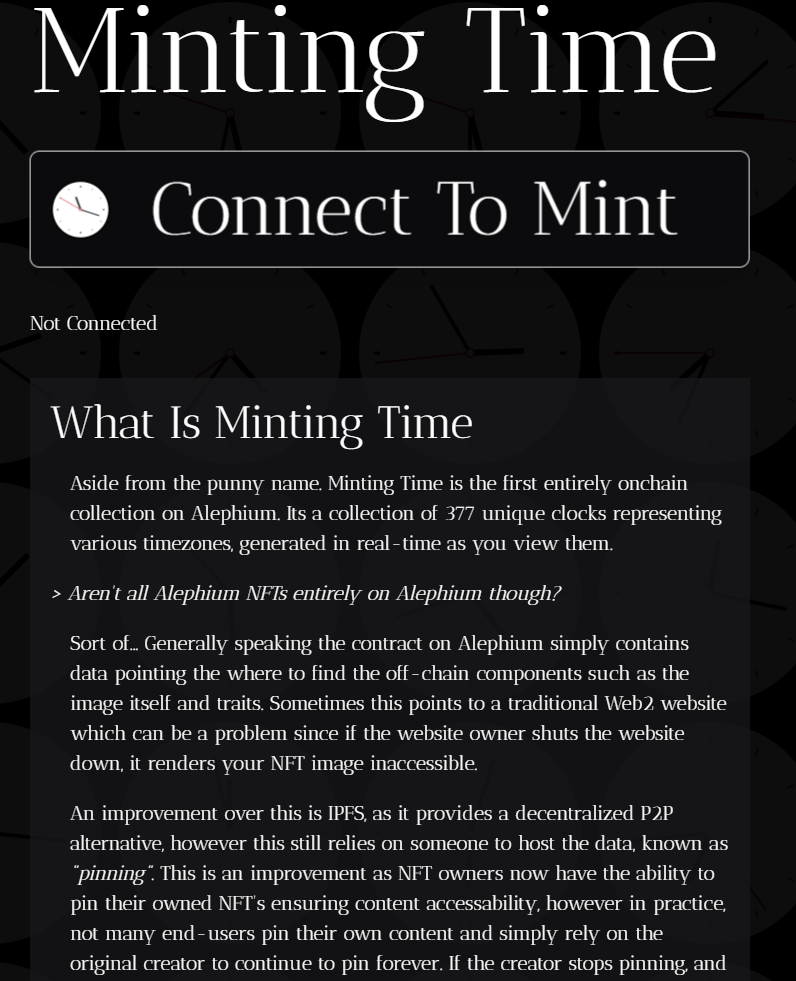 Minting Time
Connect To Mint
Not Connected
What Is Minting Time
Aside from the punny name. Minting Time is the first entirely onchain
collection on Alephium. Its a collection of 377 unique clocks representing
various timezones, generated in real-time as you view them.
> Aren't all Alephium NFTs entirely on Alephium though?
Sort of... Generally speaking the contract on Alephium simply contains
data pointing the where to find the off-chain components such as the
image itself and traits. Sometimes this points to a traditional Web2 website
which can be a problem since if the website owner shuts the website
down, it renders your NFT image inaccessible.
An improvement over this is IPFS, as it provides a decentralized P2P
alternative, however this still relies on someone to host the data, known as
"pinning". This is an improvement as NFT owners now have the ability to
pin their owned NFT's ensuring content accessability, however in practice,
not many end-users pin their own content and simply rely on the
original creator to continue to pin forever. If the creator stops pinning, and